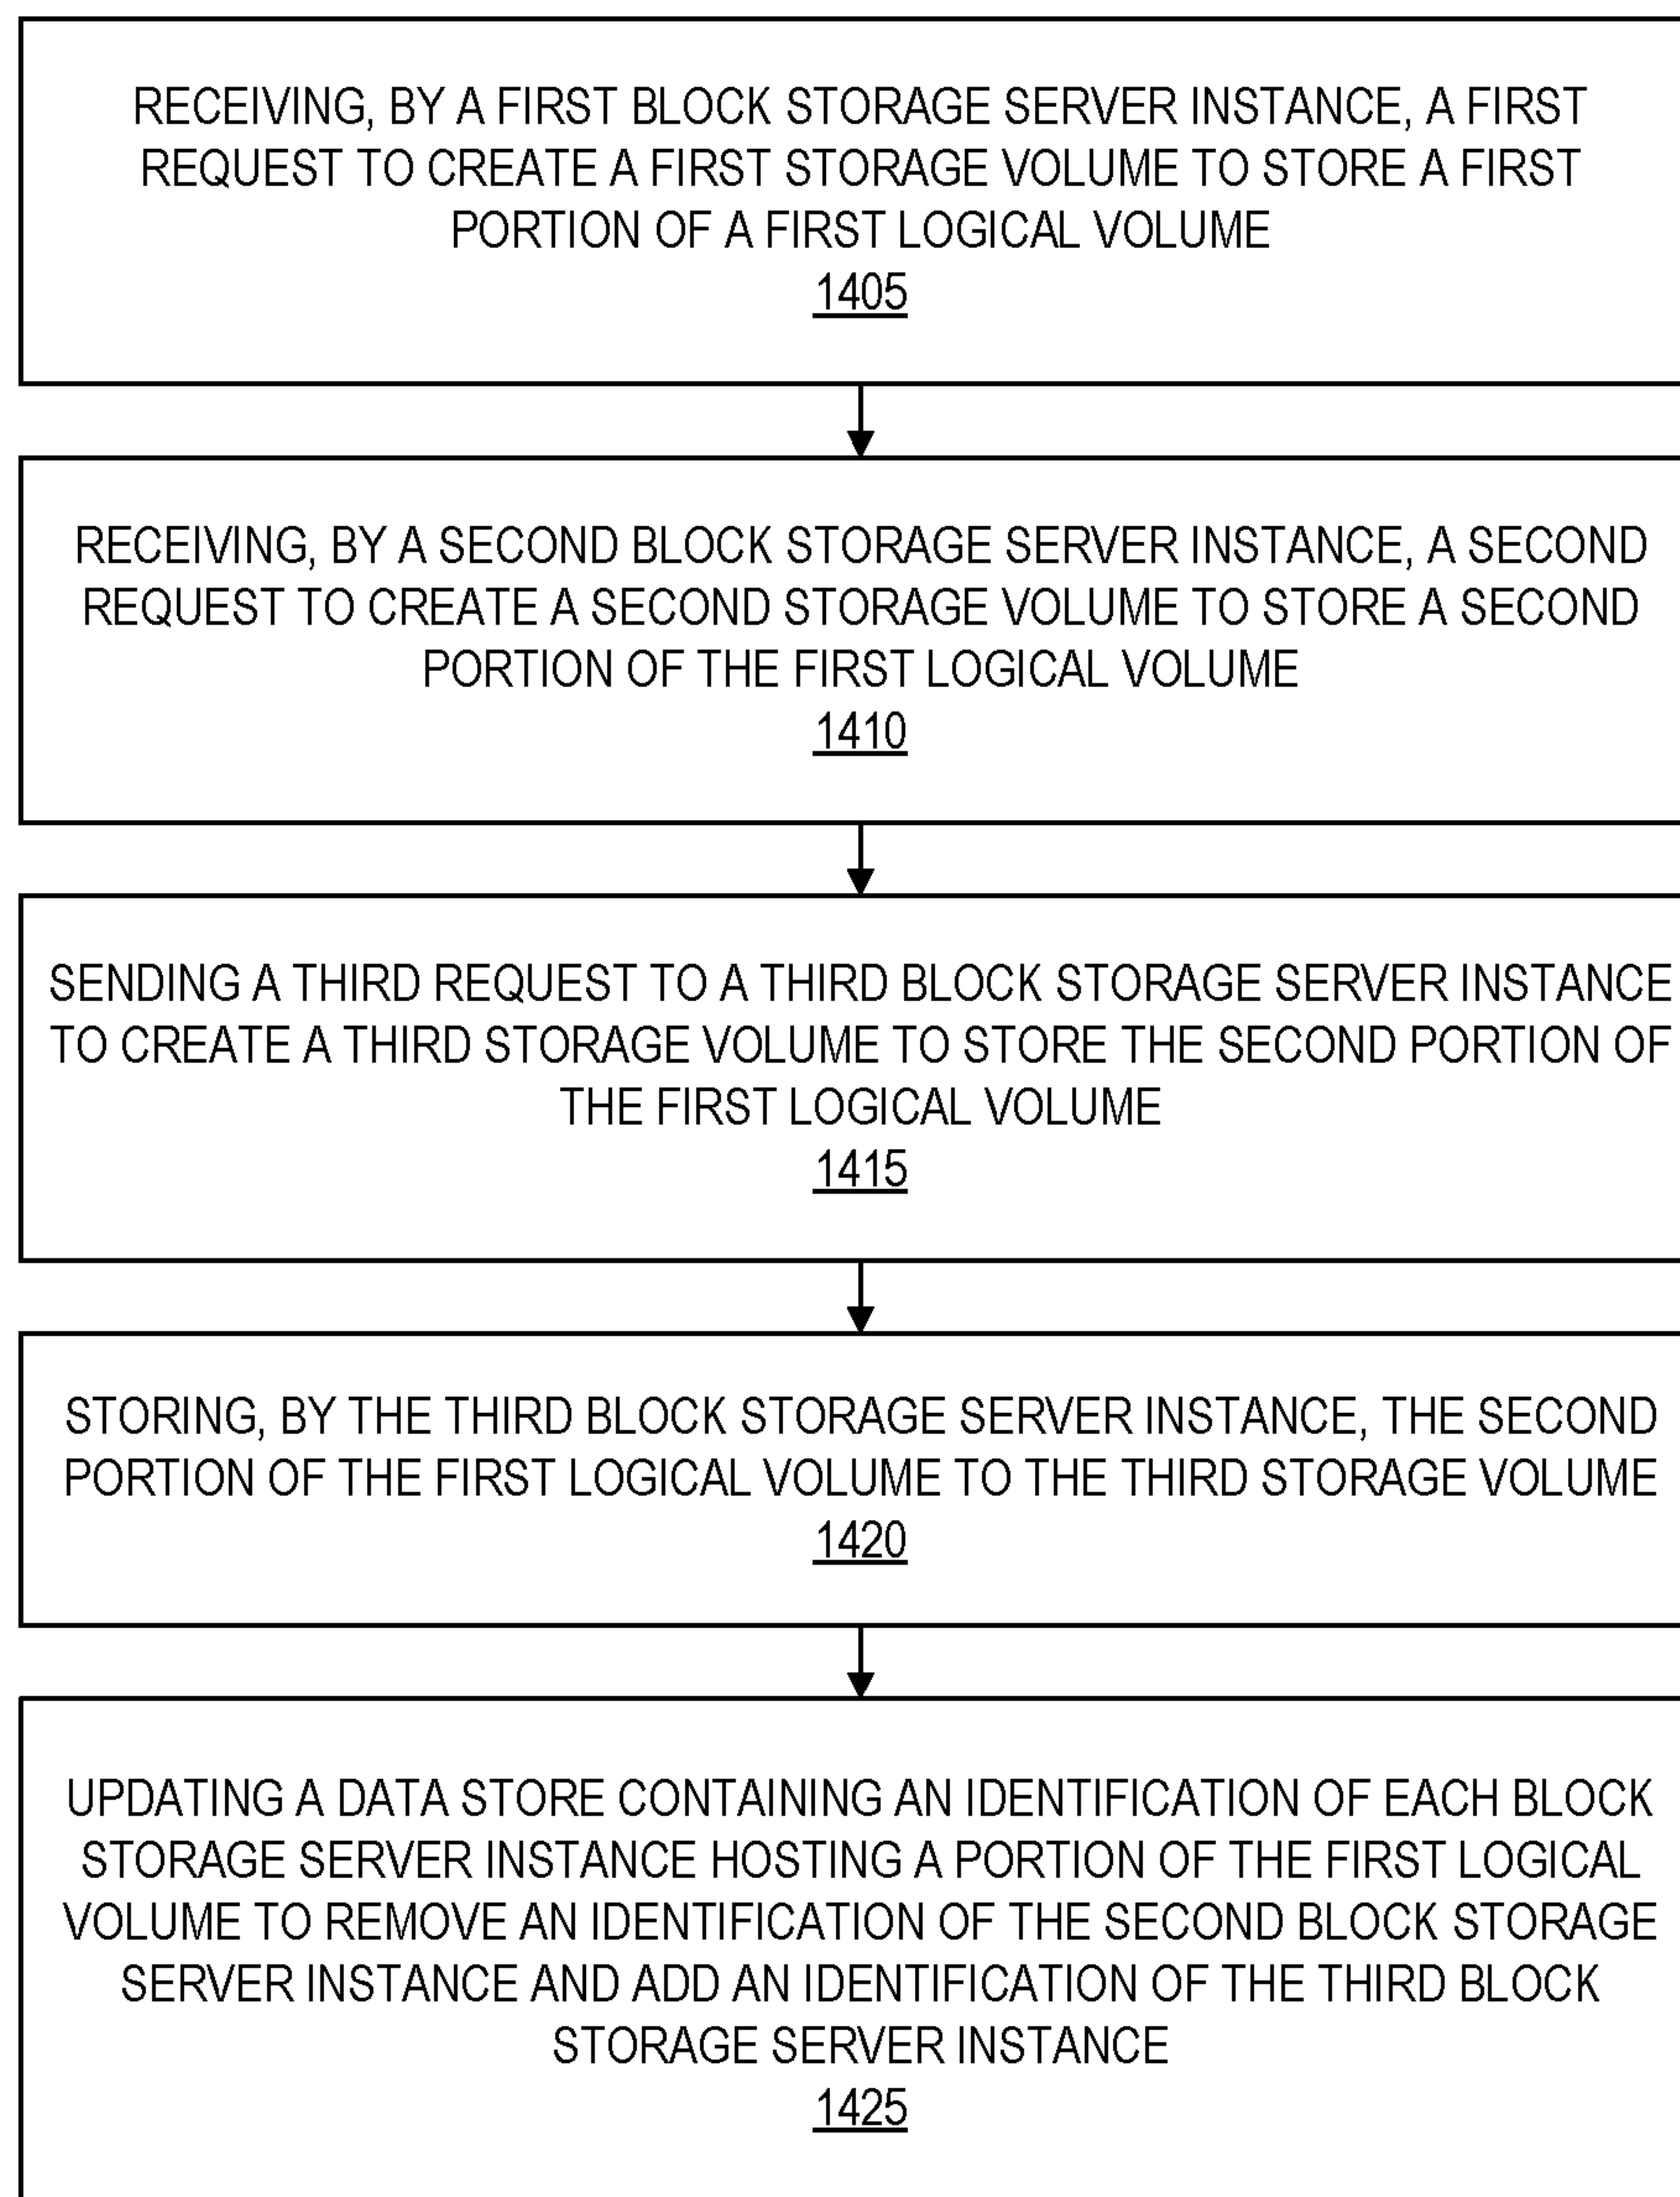 RECEIVING, BY A FIRST BLOCK STORAGE SERVER INSTANCE, A FIRST
REQUEST TO CREATE A FIRST STORAGE VOLUME TO STORE A FIRST
PORTION OF A FIRST LOGICAL VOLUME
1405
RECEIVING, BY A SECOND BLOCK STORAGE SERVER INSTANCE, A SECOND
REQUEST TO CREATE A SECOND STORAGE VOLUME TO STORE A SECOND
PORTION OF THE FIRST LOGICAL VOLUME
1410
SENDING A THIRD REQUEST TO A THIRD BLOCK STORAGE SERVER INSTANCE
TO CREATE A THIRD STORAGE VOLUME TO STORE THE SECOND PORTION OF
THE FIRST LOGICAL VOLUME
1415
STORING, BY THE THIRD BLOCK STORAGE SERVER INSTANCE, THE SECOND
PORTION OF THE FIRST LOGICAL VOLUME TO THE THIRD STORAGE VOLUME
1420
UPDATING A DATA STORE CONTAINING AN IDENTIFICATION OF EACH BLOCK
STORAGE SERVER INSTANCE HOSTING A PORTION OF THE FIRST LOGICAL
VOLUME TO REMOVE AN IDENTIFICATION OF THE SECOND BLOCK STORAGE
SERVER INSTANCE AND ADD AN IDENTIFICATION OF THE THIRD BLOCK
STORAGE SERVER INSTANCE
1425